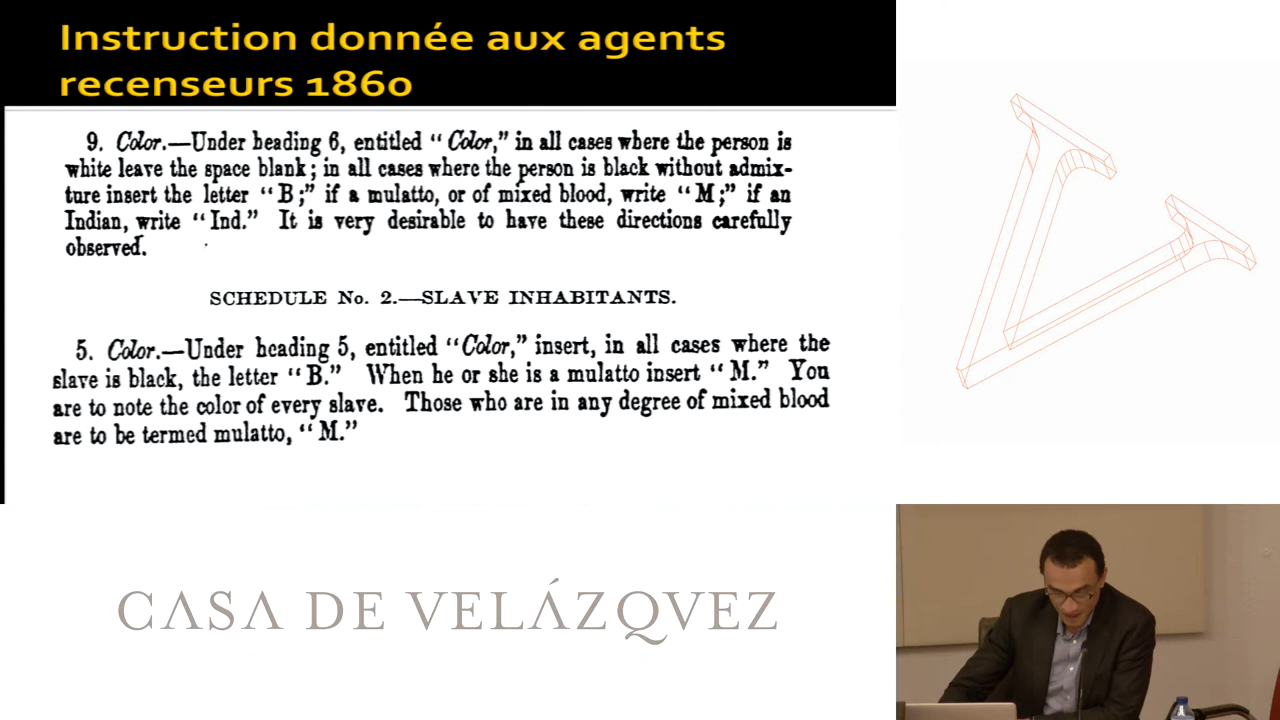 Instruction donnée aux agents
recenseurs 1860
9. Color.—Under heading 6, entitled “Color,” in all cases where the person is
white leave the space blank; in all cases where the person is black without admix-
ture insert the letter “B;” if a mulatto, or of mixed blood, write “M;” if an
Indian, write “Ind.” It is very desirable to have these directions carefully
observed.
SCHEDULE No. 2.—SLAVE INHABITANTS.
5. Color.—Under heading 5, entitled “Color,” insert, in all cases where the
slave is black, the letter “B.” When he or she is a mulatto insert “M.” You
are to note the color of every slave. Those who are in any degree of mixed blood
are to be termed mulatto, “M.”
CASA DE VELÁZQVEZ